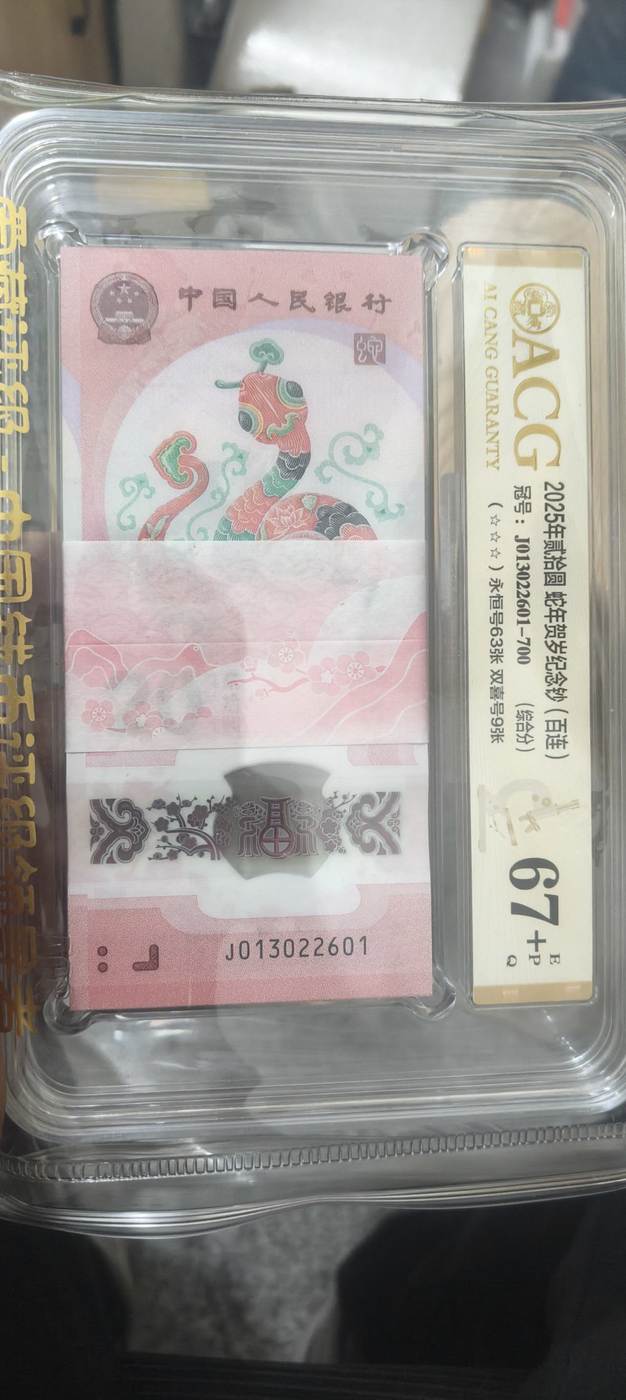 中国人民银行
蛇
J013022601
ACG
AI CANG GUARANTY
2025年贰拾圆 蛇年贺岁纪念钞（百连）
冠号：J013022601-700 （综合分）
（☆☆☆）永恒号63张 双喜号9张
67+
E
P
Q